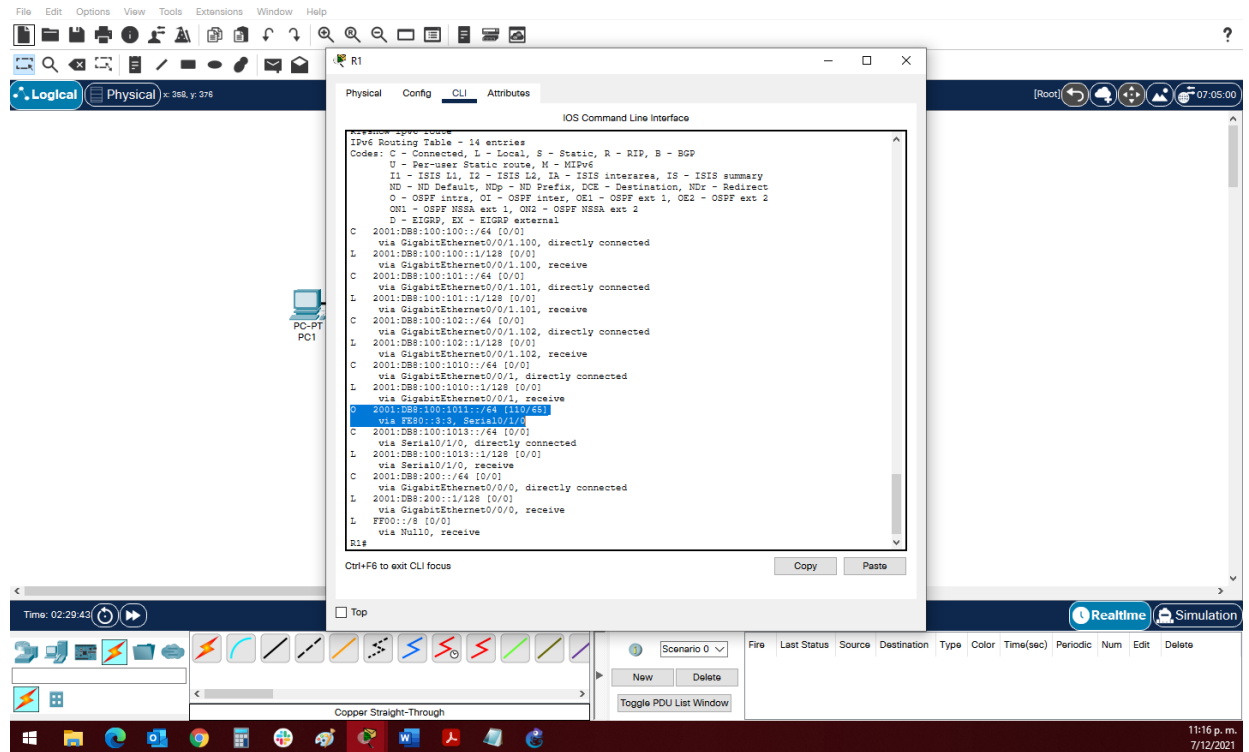 File Edit Options View Tools Extensions Window Help
?
R1
Logical
Physical
x: 358, y: 376
[Root]
07:05:00
Physical Config CLI Attributes
IOS Command Line Interface
R1#show ipv6 route
IPv6 Routing Table - 14 entries
Codes: C - Connected, L - Local, S - Static, R - RIP, B - BGP
U - Per-user Static route, M - MIPv6
I1 - ISIS L1, I2 - ISIS L2, IA - ISIS interarea, IS - ISIS summary
ND - ND Default, NDp - ND Prefix, DCE - Destination, NDr - Redirect
O - OSPF intra, OI - OSPF inter, OE1 - OSPF ext 1, OE2 - OSPF ext 2
ON1 - OSPF NSSA ext 1, ON2 - OSPF NSSA ext 2
D - EIGRP, EX - EIGRP external
C 2001:DB8:100:100::/64 [0/0]
via GigabitEthernet0/0/1.100, directly connected
L 2001:DB8:100:100::1/128 [0/0]
via GigabitEthernet0/0/1.100, receive
C 2001:DB8:100:101::/64 [0/0]
via GigabitEthernet0/0/1.101, directly connected
L 2001:DB8:100:101::1/128 [0/0]
via GigabitEthernet0/0/1.101, receive
C 2001:DB8:100:102::/64 [0/0]
via GigabitEthernet0/0/1.102, directly connected
L 2001:DB8:100:102::1/128 [0/0]
via GigabitEthernet0/0/1.102, receive
C 2001:DB8:100:1010::/64 [0/0]
via GigabitEthernet0/0/1, directly connected
L 2001:DB8:100:1010::1/128 [0/0]
via GigabitEthernet0/0/1, receive
O 2001:DB8:100:1011::/64 [110/65]
via FE80::3:3, Serial0/1/0
C 2001:DB8:100:1013::/64 [0/0]
via Serial0/1/0, directly connected
L 2001:DB8:100:1013::1/128 [0/0]
via Serial0/1/0, receive
C 2001:DB8:200::/64 [0/0]
via GigabitEthernet0/0/0, directly connected
L 2001:DB8:200::1/128 [0/0]
via GigabitEthernet0/0/0, receive
L FF00::/8 [0/0]
via Null0, receive
R1#
Ctrl+F6 to exit CLI focus
Copy
Paste
Top
PC-PT
PC1
Time: 02:29:43
Realtime
Simulation
Scenario 0
New
Delete
Toggle PDU List Window
Fire Last Status Source Destination Type Color Time(sec) Periodic Num Edit Delete
Copper Straight-Through
11:16 p. m.
7/12/2021